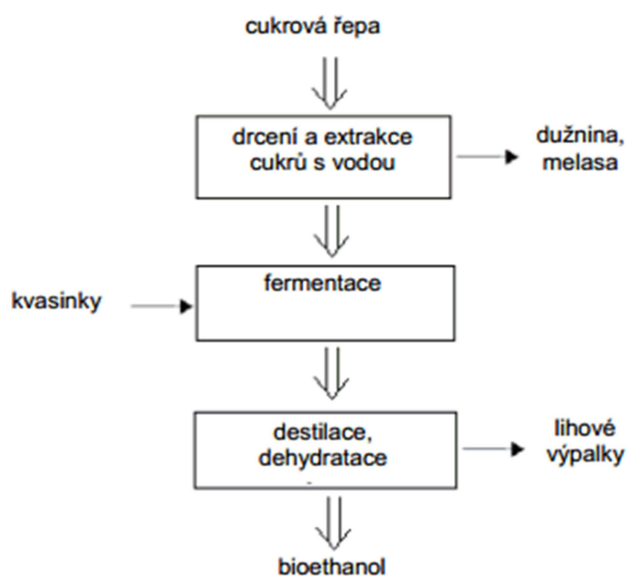 cukrová řepa
drcení a extrakce
cukrů s vodou
dužnina,
melasa
kvasinky
fermentace
destilace,
dehydratace
lihové
výpalky
bioethanol